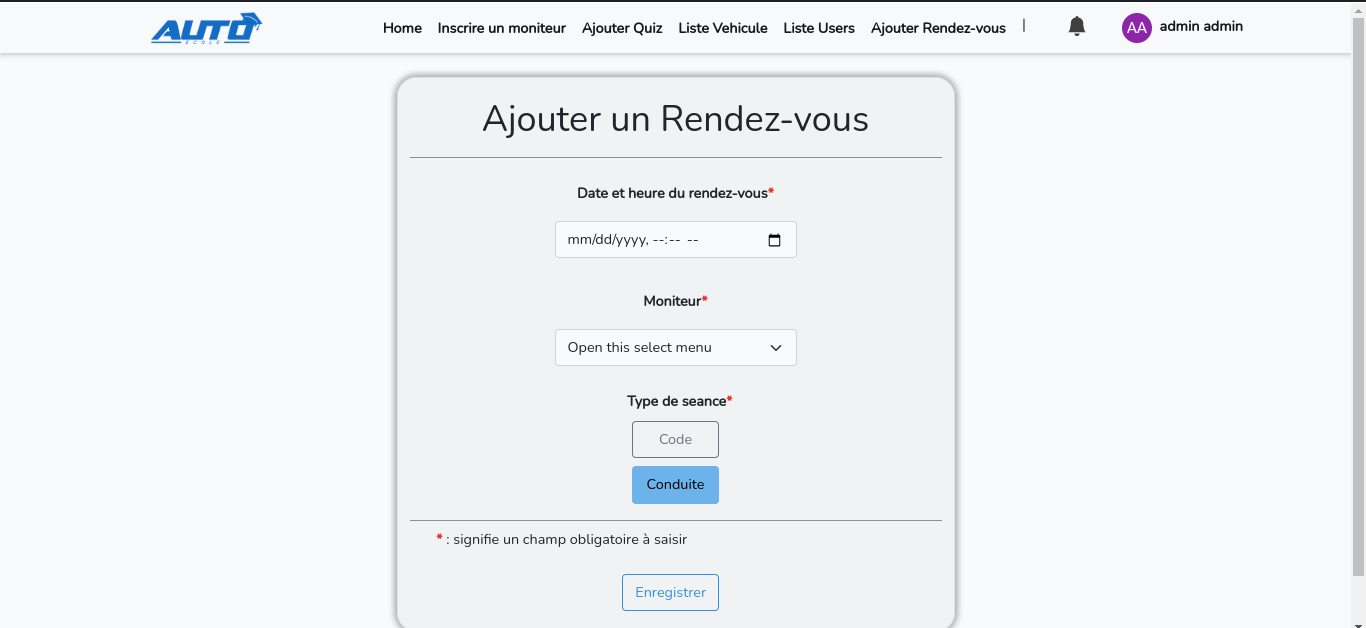 AUTO
ECOLE
Home Inscrire un moniteur Ajouter Quiz Liste Vehicule Liste Users Ajouter Rendez-vous | AA admin admin
Ajouter un Rendez-vous
Date et heure du rendez-vous*
mm/dd/yyyy, --:-- --
Moniteur*
Open this select menu
Type de seance*
Code
Conduite
* : signifie un champ obligatoire à saisir
Enregistrer